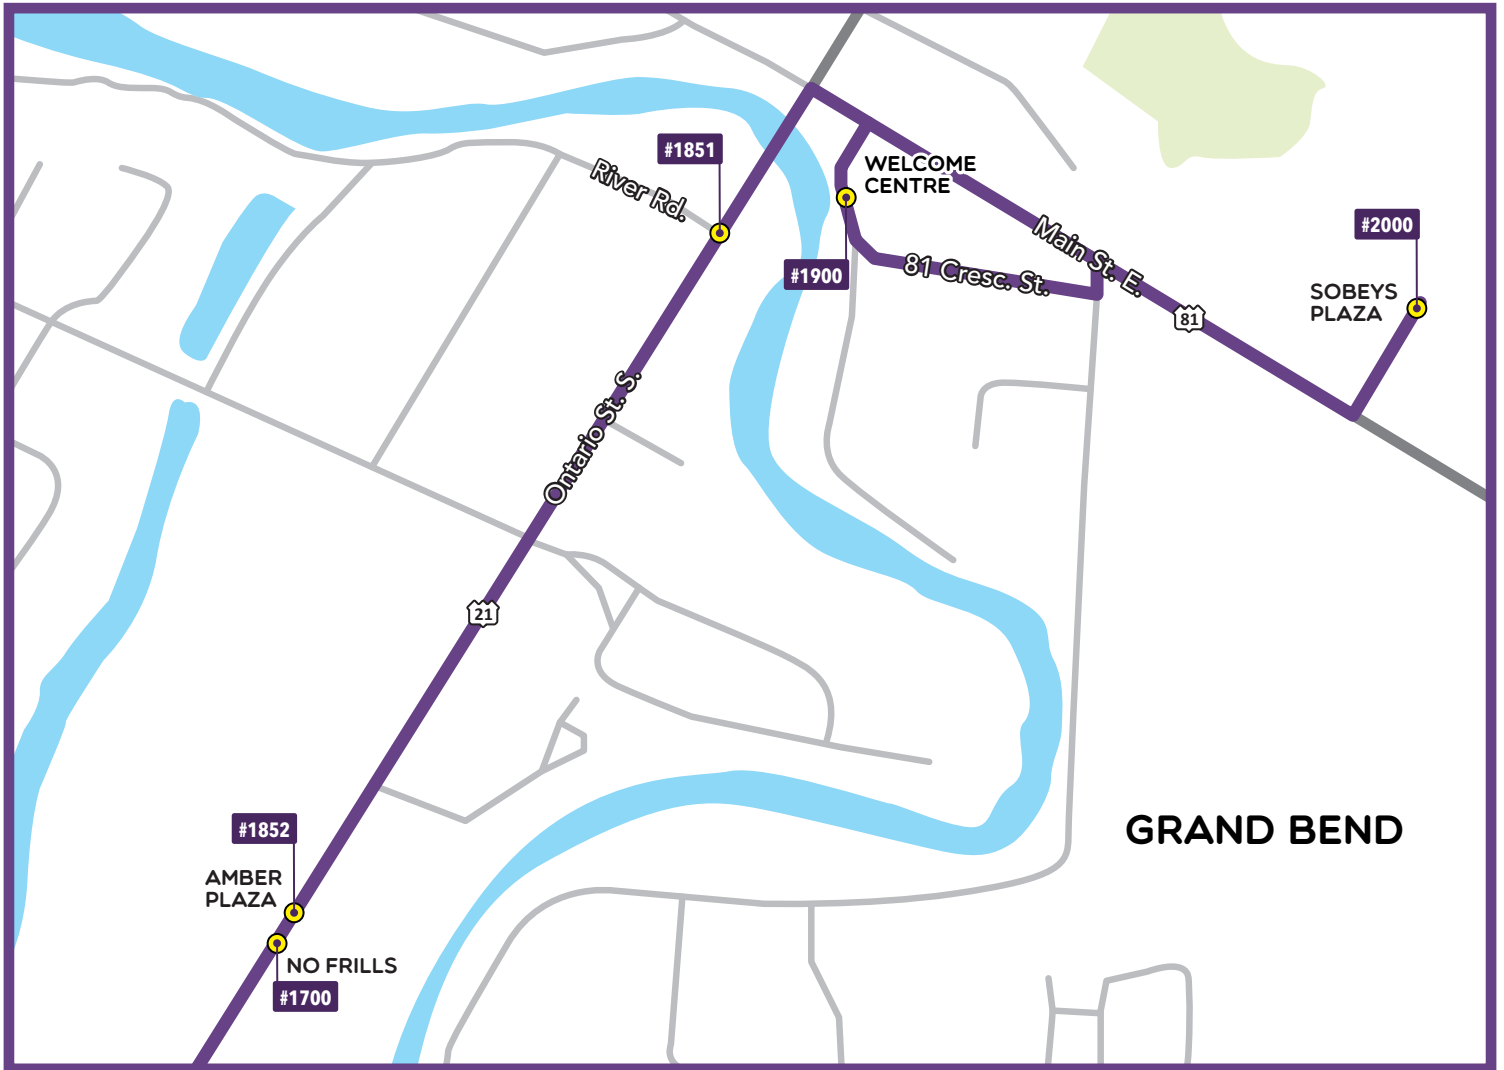 #1851
River Rd.
WELCOME
CENTRE
#1900
81 Cresc. St.
Main St. E.
81
#2000
SOBEYS
PLAZA
Ontario St. S.
21
#1852
AMBER
PLAZA
NO FRILLS
#1700
GRAND BEND